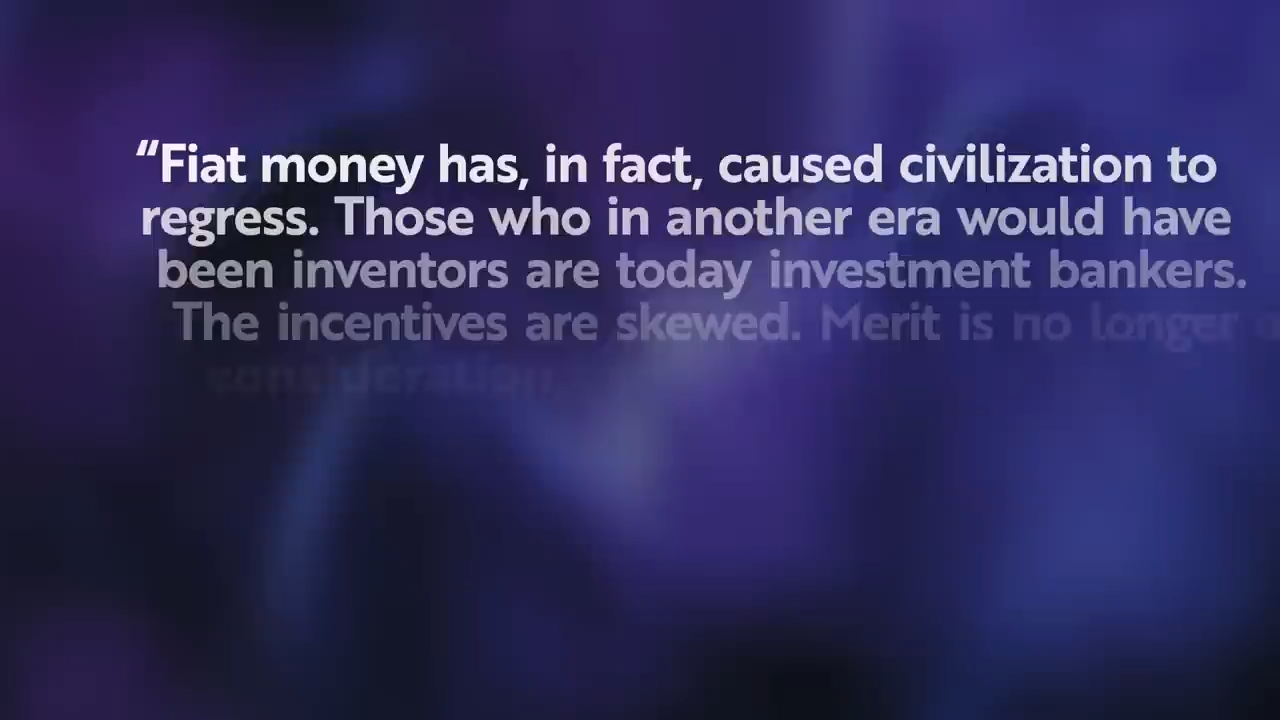 “Fiat money has, in fact, caused civilization to
regress. Those who in another era would have
been inventors are today investment bankers.
The incentives are skewed. Merit is no longer a
consideration,